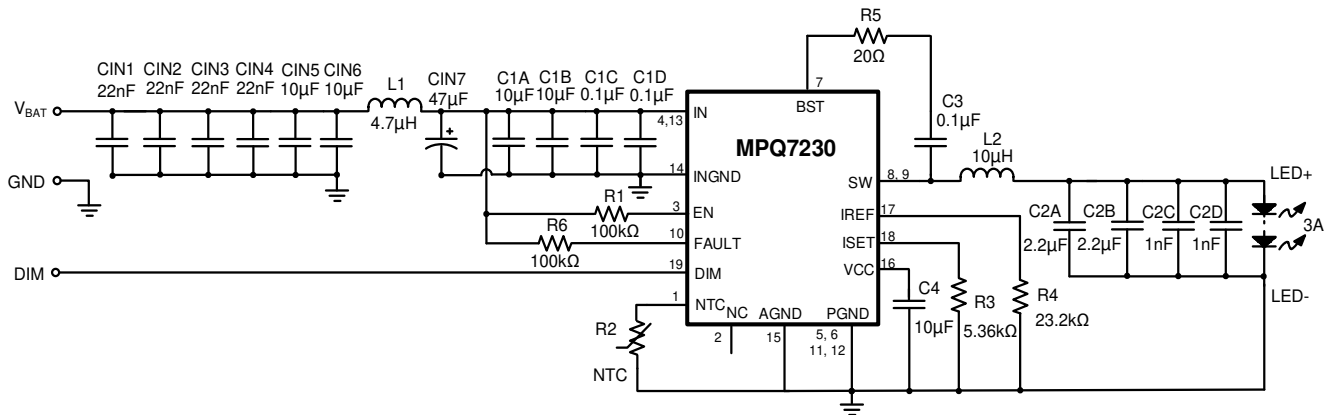 R5
20Ω
CIN1 CIN2 CIN3 CIN4 CIN5 CIN6
22nF 22nF 22nF 22nF 10µF 10µF
L1
4.7µH
CIN7
47µF
C1A C1B C1C C1D
10µF 10µF 0.1µF 0.1µF
7
BST
C3
0.1µF
V_BAT
4,13
IN
MPQ7230
L2
10µH
GND
14
INGND
SW
8, 9
LED+
R1
100kΩ
3
EN
IREF
17
C2A C2B C2C C2D
2.2µF 2.2µF 1nF 1nF
3A
R6
100kΩ
10
FAULT
ISET
18
DIM
19
DIM
VCC
16
C4
10µF
R3
5.36kΩ
R4
23.2kΩ
LED-
1
NTC
R2
NTC
NC
2
AGND
15
PGND
5, 6
11, 12